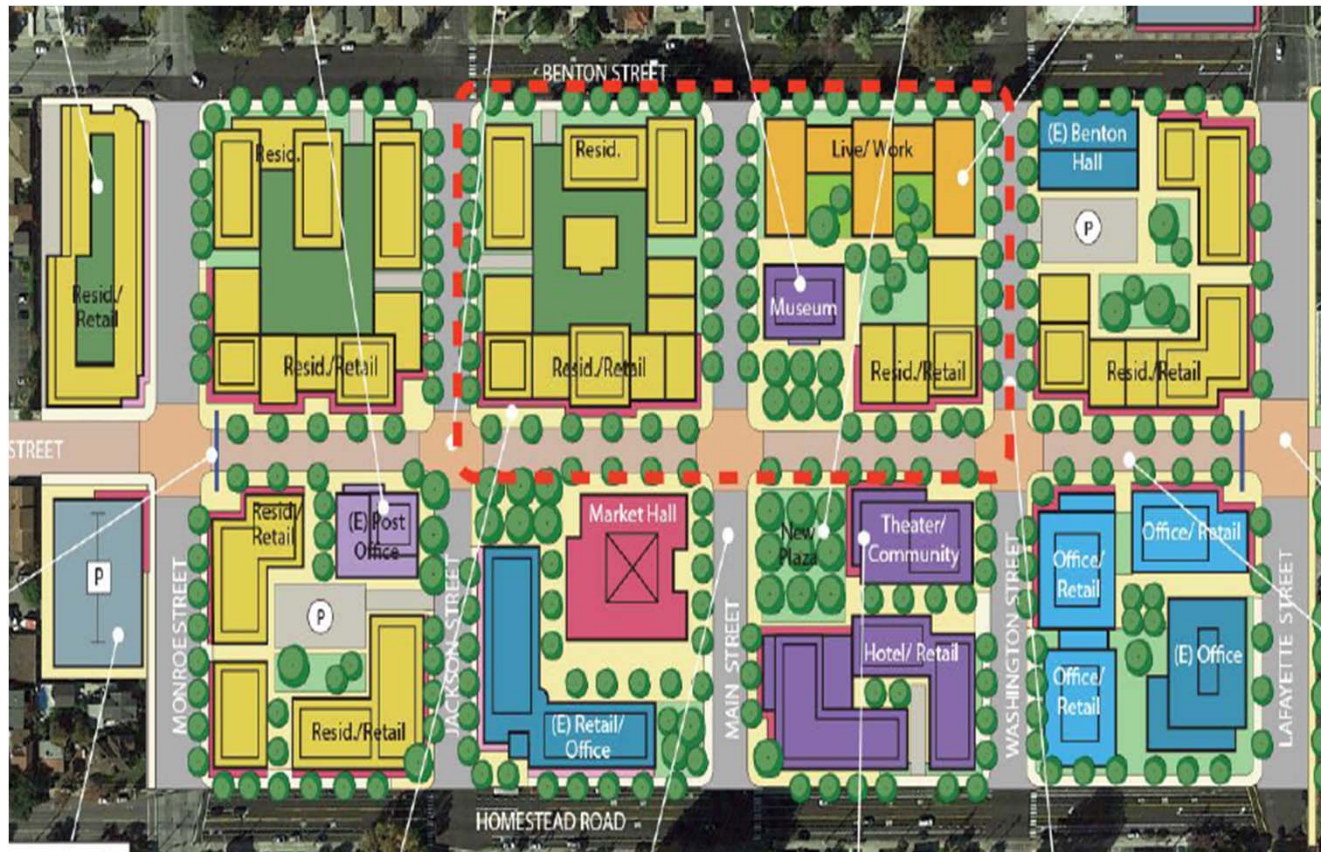 BENTON STREET
Resid.
Resid.
Live/ Work
(E) Benton
Hall
P
Resid./
Retail
Museum
Resid./Retail
Resid./Retail
Resid./Retail
Resid./Retail
STREET
Resid./
Retail
(E) Post
Office
Market Hall
New
Plaza
Theater/
Community
Office/ Retail
Office/
Retail
P
P
MONROE STREET
JACKSON STREET
MAIN STREET
WASHINGTON STREET
LAFAYETTE STREET
Hotel/ Retail
(E) Office
Office/
Retail
Resid./Retail
(E) Retail/
Office
HOMESTEAD ROAD